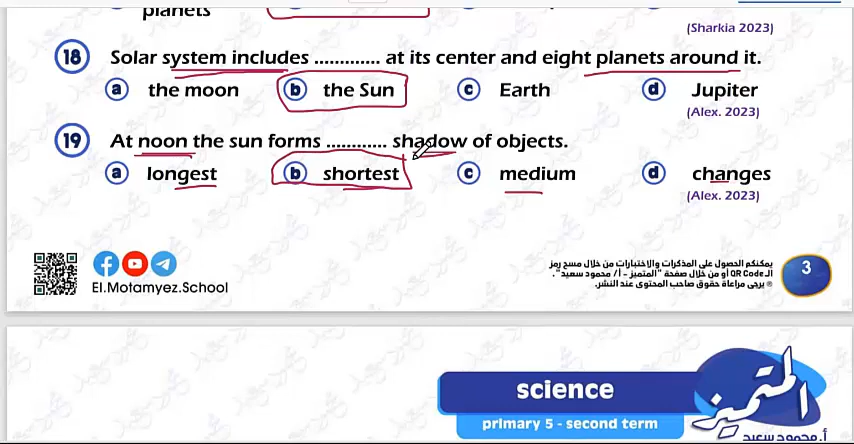 planets
(Sharkia 2023)
18 Solar system includes ............. at its center and eight planets around it.
a the moon b the Sun c Earth d Jupiter
(Alex. 2023)
19 At noon the sun forms ............ shadow of objects.
a longest b shortest c medium d changes
(Alex. 2023)
El.Motamyez.School
يمكنكم الحصول على المذكرات والاختبارات من خلال مسح رمز
الـ QR Code أو من خلال صفحة " المتميز - أ/ محمود سعيد" .
® يرجى مراعاة حقوق صاحب المحتوى عند النشر.
3
science
primary 5 - second term
المتميز
أ. محمود سعيد